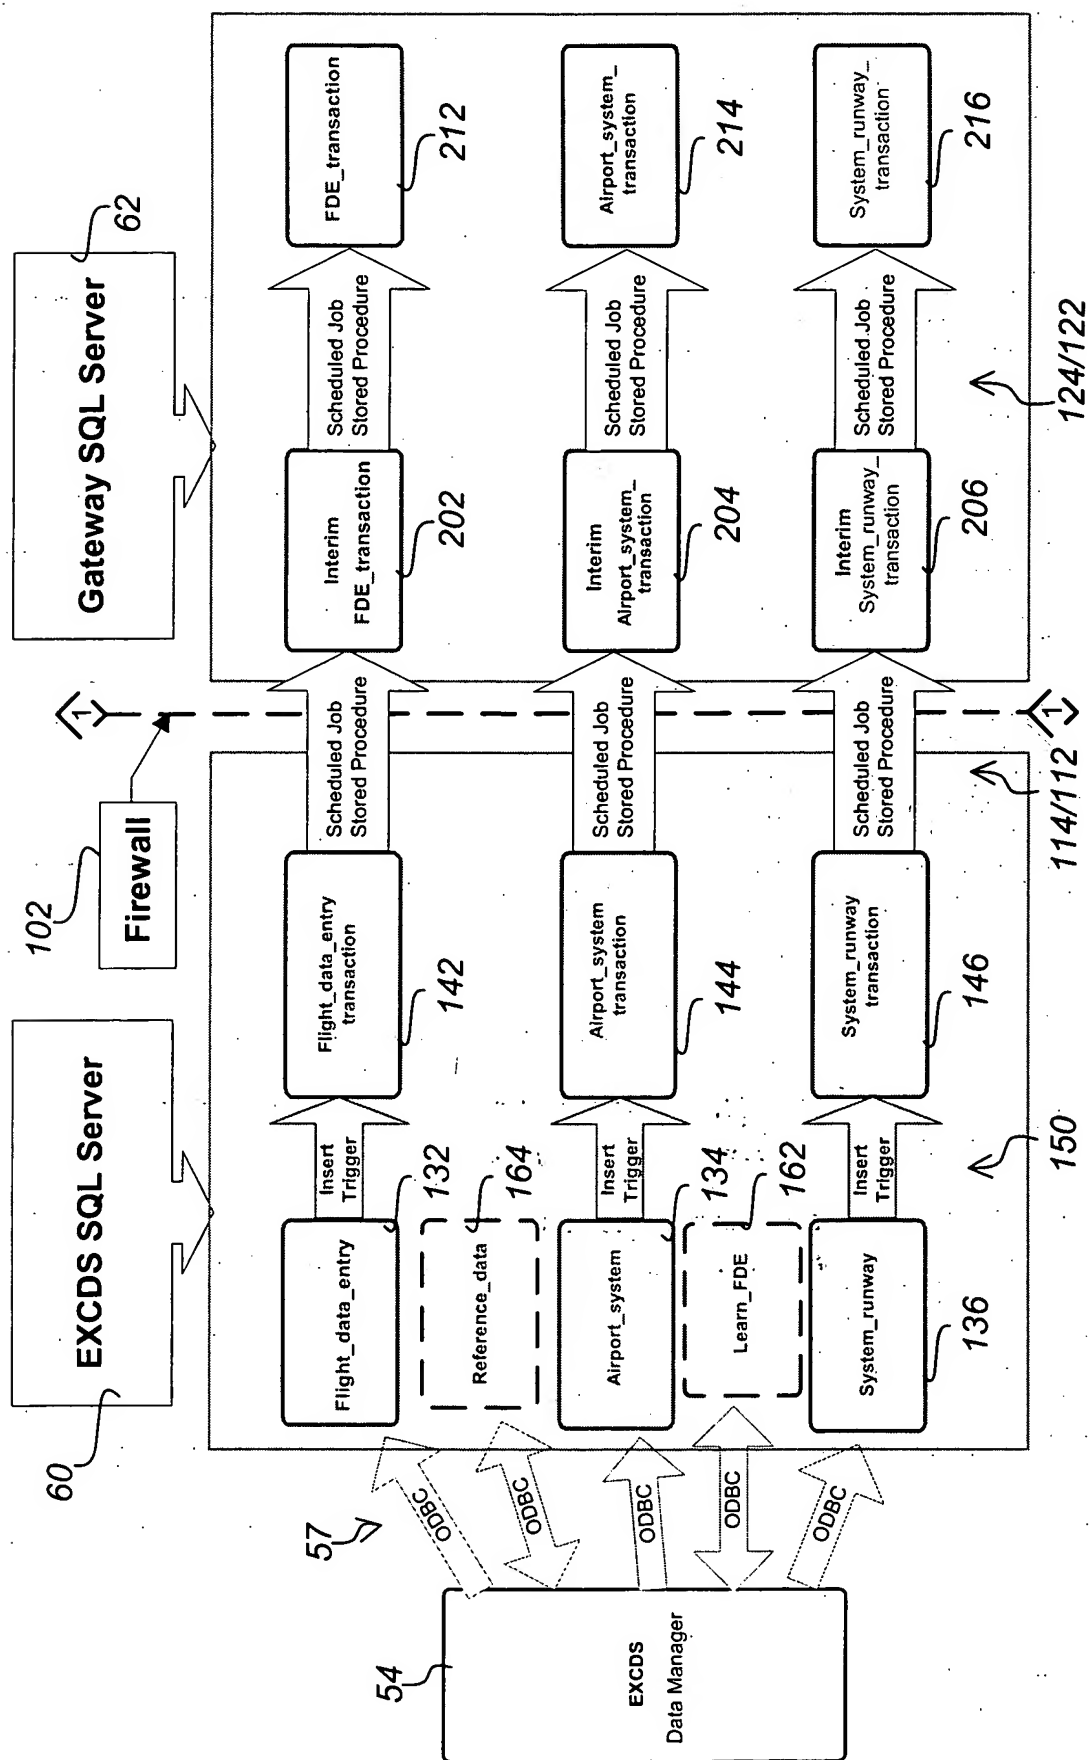 EXCDS SQL Server
60
Firewall
102
Gateway SQL Server
62
1
1
EXCDS
Data Manager
54
57
ODBC
ODBC
ODBC
ODBC
ODBC
Flight_data_entry
132
Insert
Trigger
Flight_data_entry
transaction
142
Scheduled Job
Stored Procedure
Interim
FDE_transaction
202
Scheduled Job
Stored Procedure
FDE_transaction
212
Reference_data
164
Airport_system
134
Insert
Trigger
Airport_system
transaction
144
Scheduled Job
Stored Procedure
Interim
Airport_system_
transaction
204
Scheduled Job
Stored Procedure
Airport_system_
transaction
214
Learn_FDE
162
System_runway
136
Insert
Trigger
System_runway
transaction
146
Scheduled Job
Stored Procedure
Interim
System_runway_
transaction
206
Scheduled Job
Stored Procedure
System_runway_
transaction
216
150
114/112
124/122